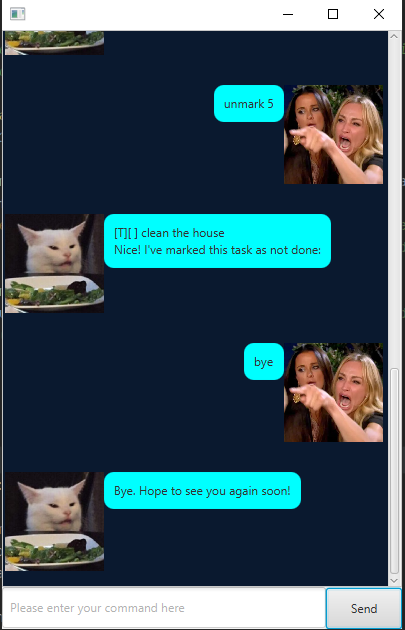 unmark 5
[T][ ] clean the house
Nice! I've marked this task as not done:
bye
Bye. Hope to see you again soon!
Please enter your command here
Send